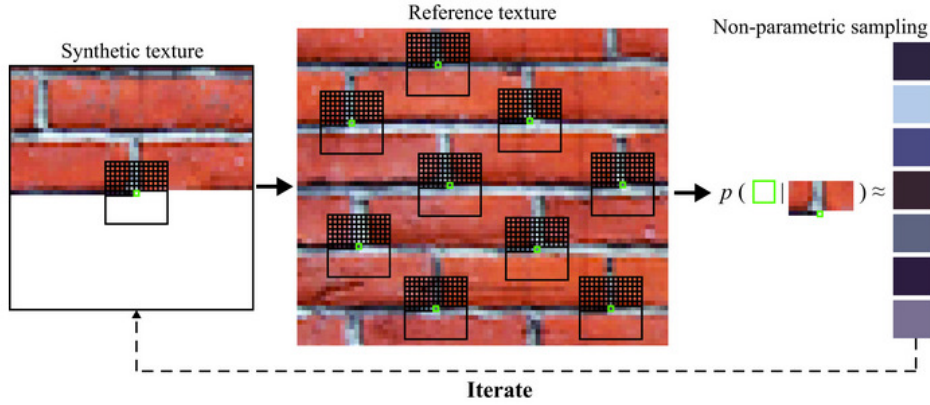 Synthetic texture
Reference texture
Non-parametric sampling
p ( | ) ≈
Iterate